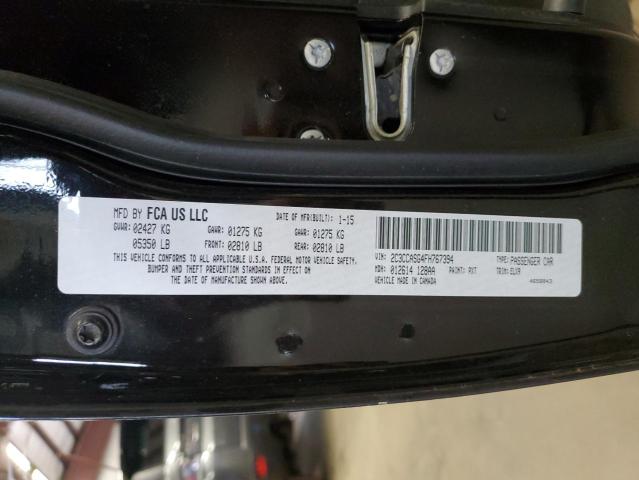 MFD BY FCA US LLC DATE OF MFR(BUILT): 1-15
GVWR: 02427 KG GAWR: 01275 KG GAWR: 01275 KG
05350 LB FRONT: 02810 LB REAR: 02810 LB
THIS VEHICLE CONFORMS TO ALL APPLICABLE U.S.A. FEDERAL MOTOR VEHICLE SAFETY,
BUMPER AND THEFT PREVENTION STANDARDS IN EFFECT ON
THE DATE OF MANUFACTURE SHOWN ABOVE.
VIN: 2C3CCASG4FH767394 TYPE: PASSENGER CAR
MDH: 012614 128AA PAINT: PXT TRIM: ELX9
VEHICLE MADE IN CANADA